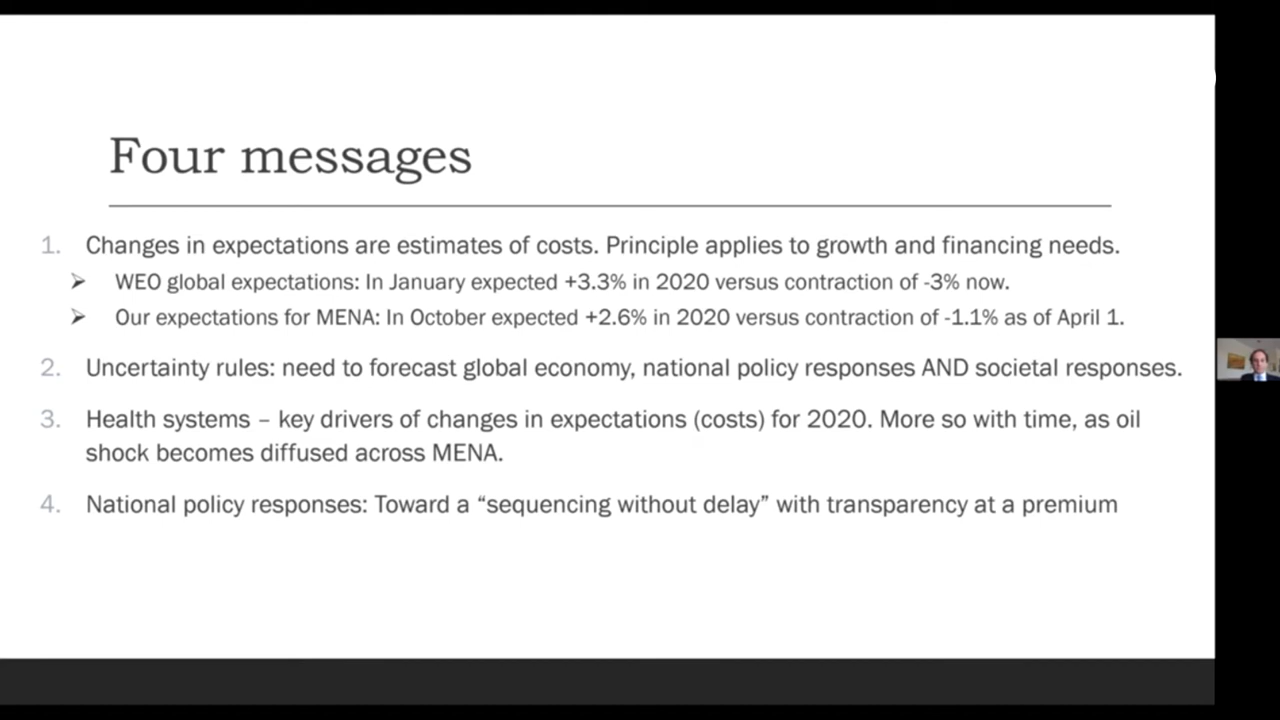 Four messages
1. Changes in expectations are estimates of costs. Principle applies to growth and financing needs.
➢ WEO global expectations: In January expected +3.3% in 2020 versus contraction of -3% now.
➢ Our expectations for MENA: In October expected +2.6% in 2020 versus contraction of -1.1% as of April 1.
2. Uncertainty rules: need to forecast global economy, national policy responses AND societal responses.
3. Health systems – key drivers of changes in expectations (costs) for 2020. More so with time, as oil
shock becomes diffused across MENA.
4. National policy responses: Toward a “sequencing without delay” with transparency at a premium